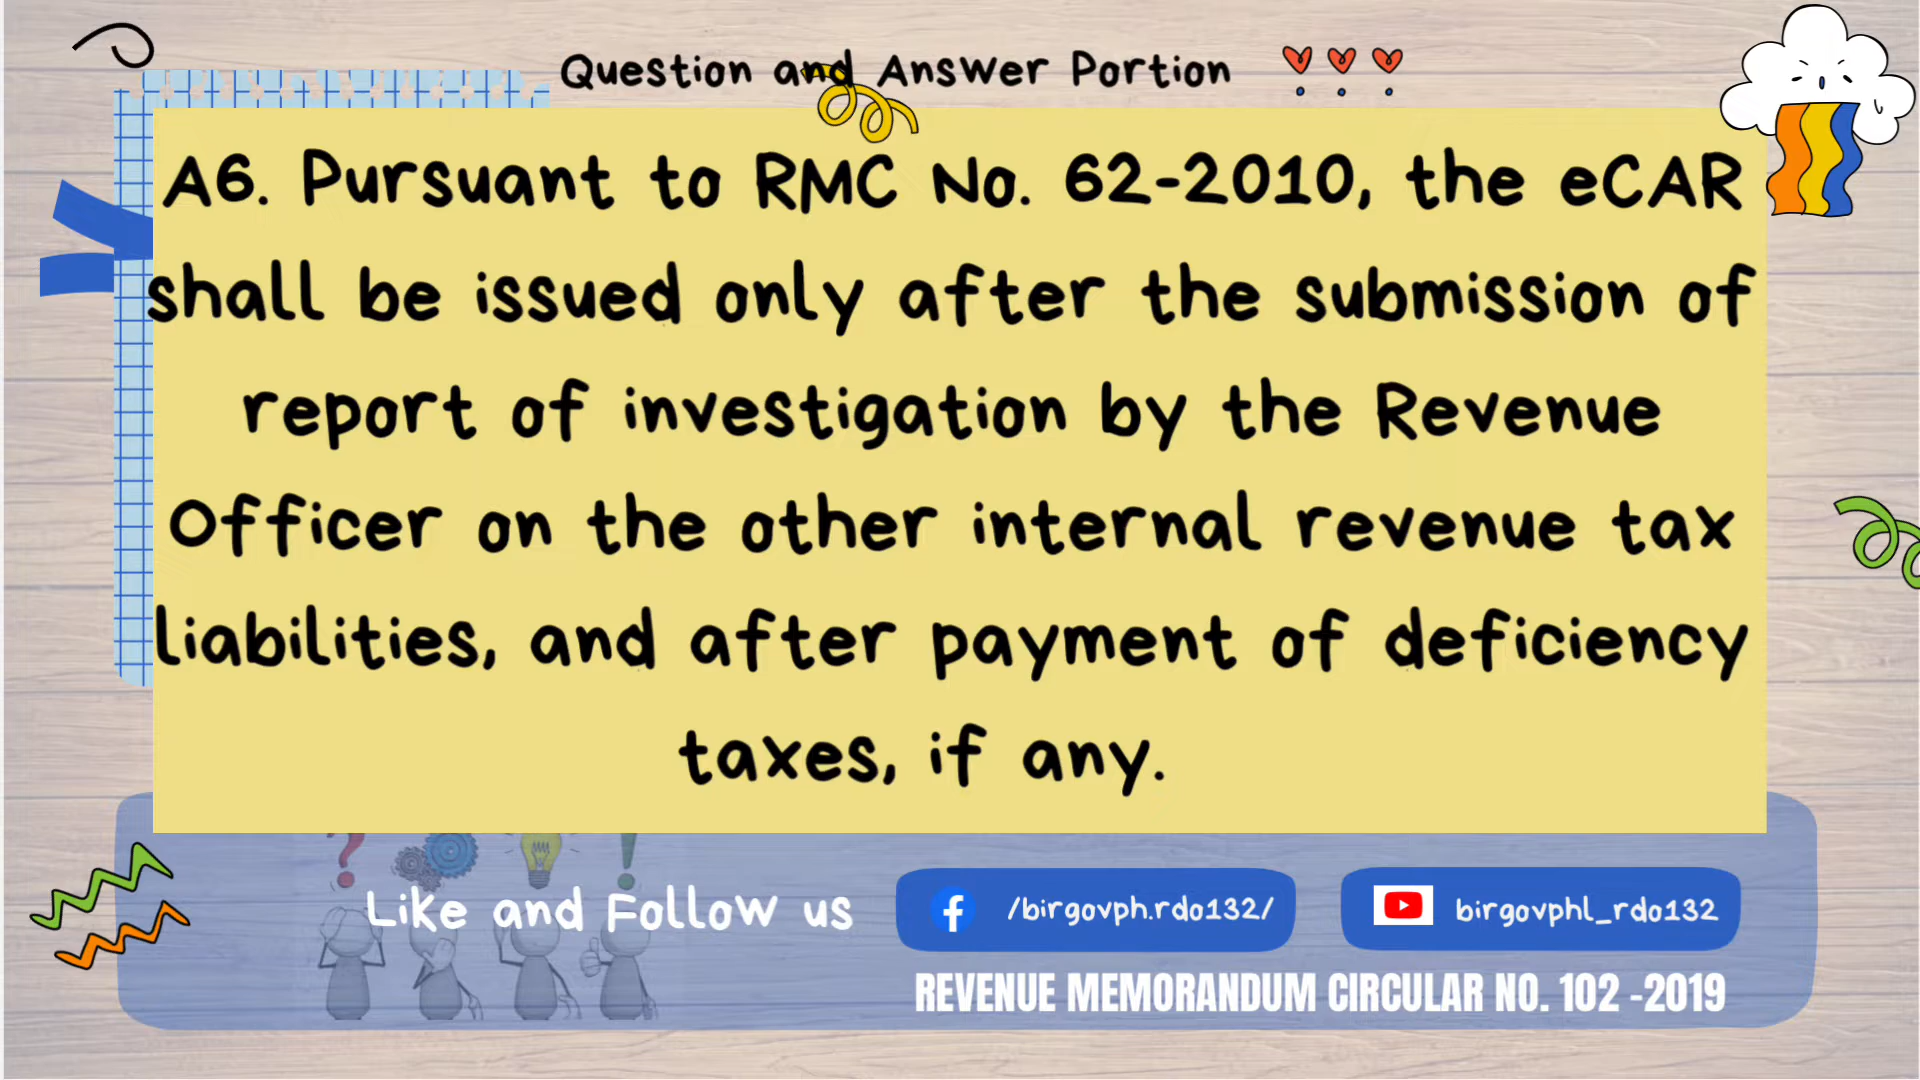 Question and Answer Portion
A6. Pursuant to RMC No. 62-2010, the eCAR
shall be issued only after the submission of
report of investigation by the Revenue
Officer on the other internal revenue tax
liabilities, and after payment of deficiency
taxes, if any.
Like and Follow us
/birgovph.rdo132/
birgovphl_rdo132
REVENUE MEMORANDUM CIRCULAR NO. 102 -2019